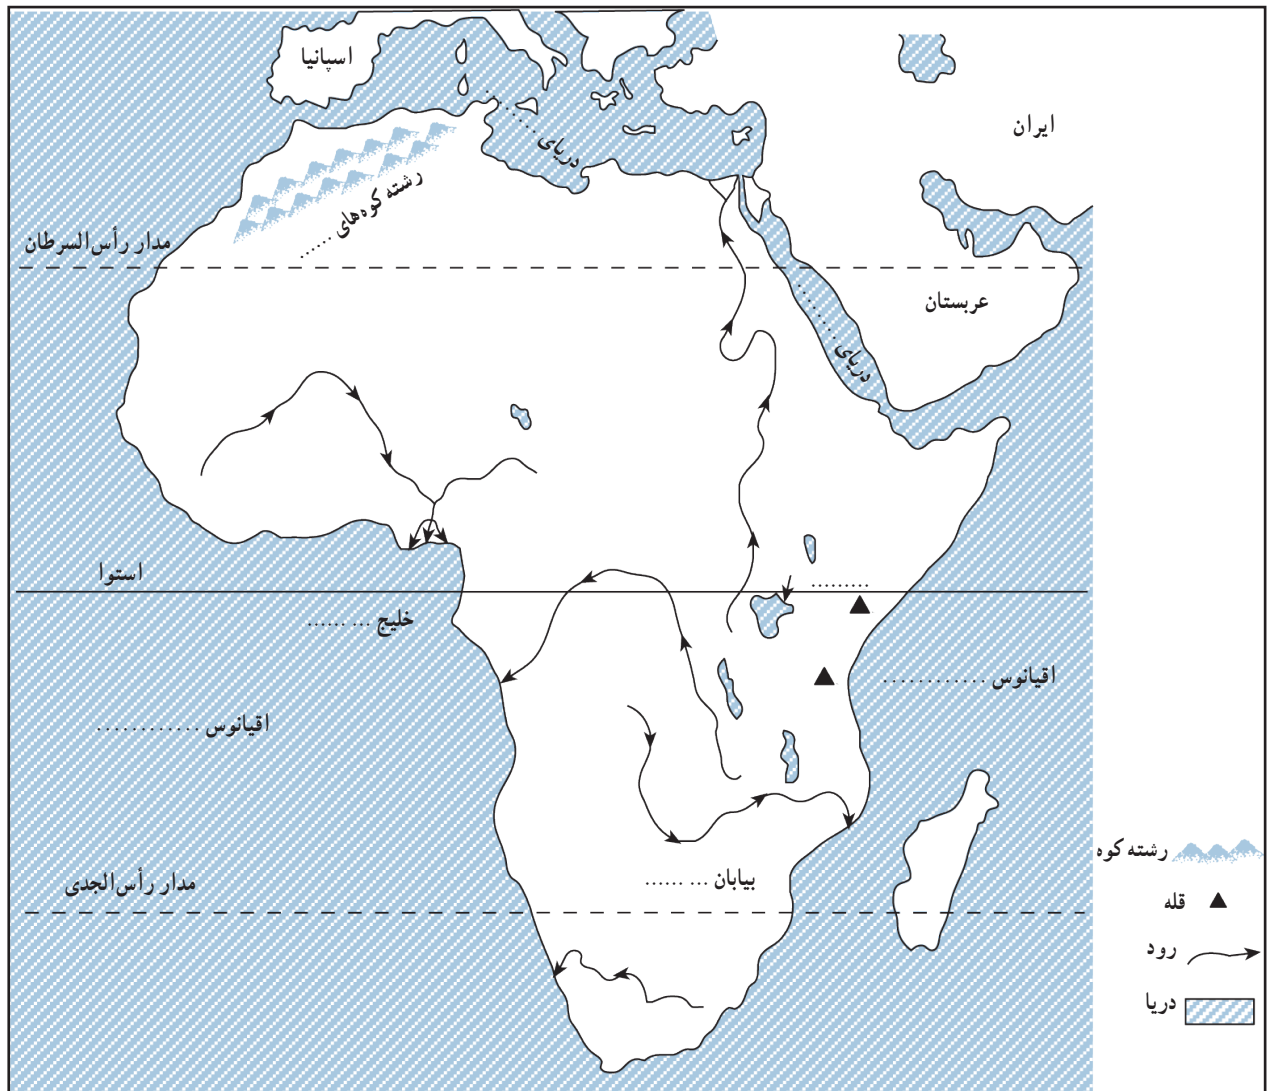 اسپانیا
ایران
دریای ........
رشته کوه‌های ......
مدار رأس‌السرطان
عربستان
دریای ........
استوا
.........
خلیج ... ......
اقیانوس ............
اقیانوس ............
بیابان ... ......
مدار رأس‌الجدی
رشته کوه
قله
رود
دریا